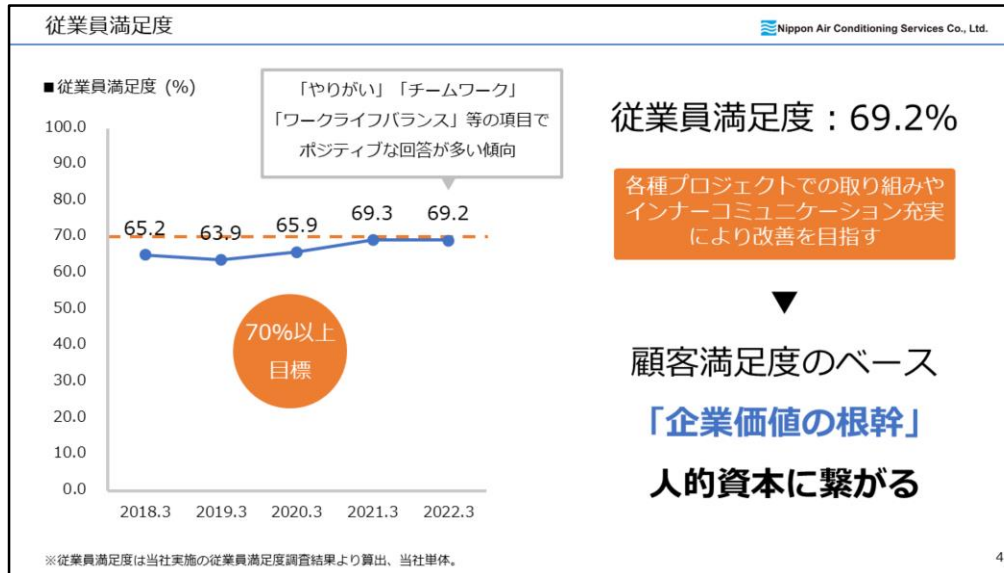 従業員満足度
Nippon Air Conditioning Services Co., Ltd.
■従業員満足度 (%)
「やりがい」「チームワーク」
「ワークライフバランス」等の項目で
ポジティブな回答が多い傾向
100.0
90.0
80.0
70.0
60.0
50.0
40.0
30.0
20.0
10.0
0.0
65.2
63.9
65.9
69.3
69.2
70%以上
目標
2018.3
2019.3
2020.3
2021.3
2022.3
従業員満足度：69.2%
各種プロジェクトでの取り組みや
インナーコミュニケーション充実
により改善を目指す
▼
顧客満足度のベース
「企業価値の根幹」
人的資本に繋がる
※従業員満足度は当社実施の従業員満足度調査結果より算出、当社単体。
4